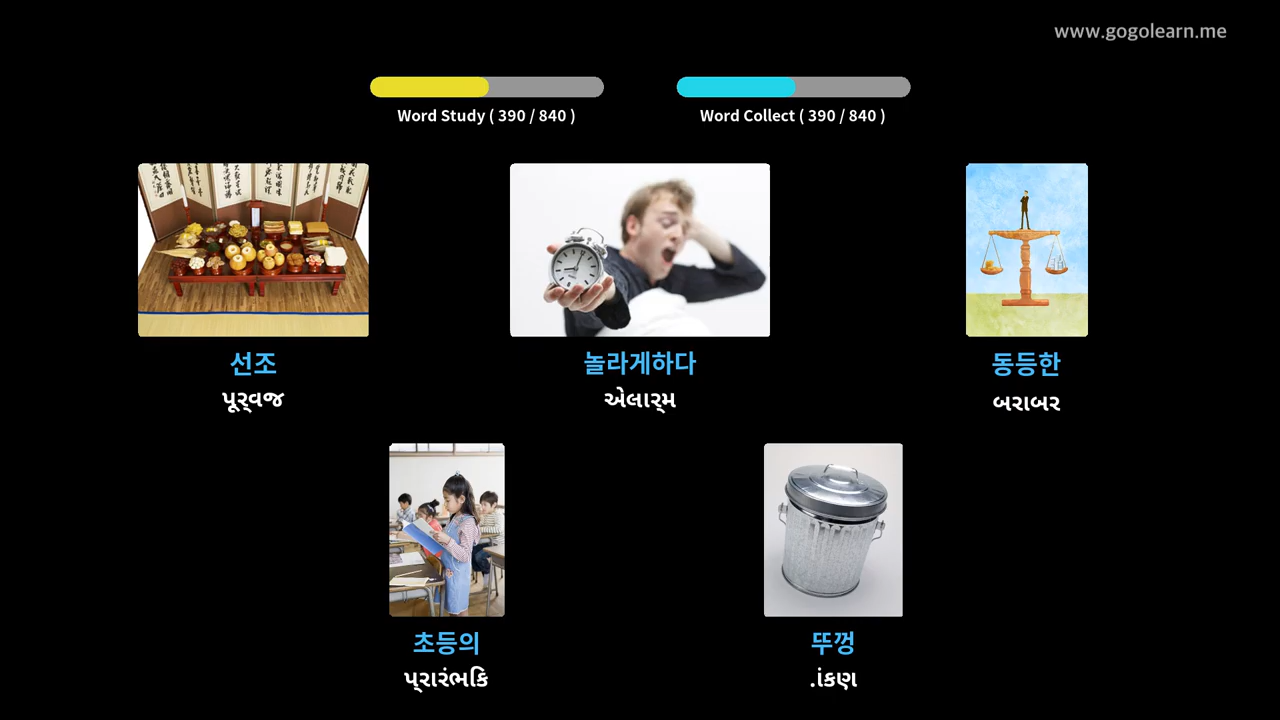 www.gogolearn.me
Word Study ( 390 / 840 )
Word Collect ( 390 / 840 )
선조
પૂર્વજ
놀라게하다
એલાર્મ
동등한
બરાબર
초등의
પ્રારંભકિ
뚜껑
.ાંકણ